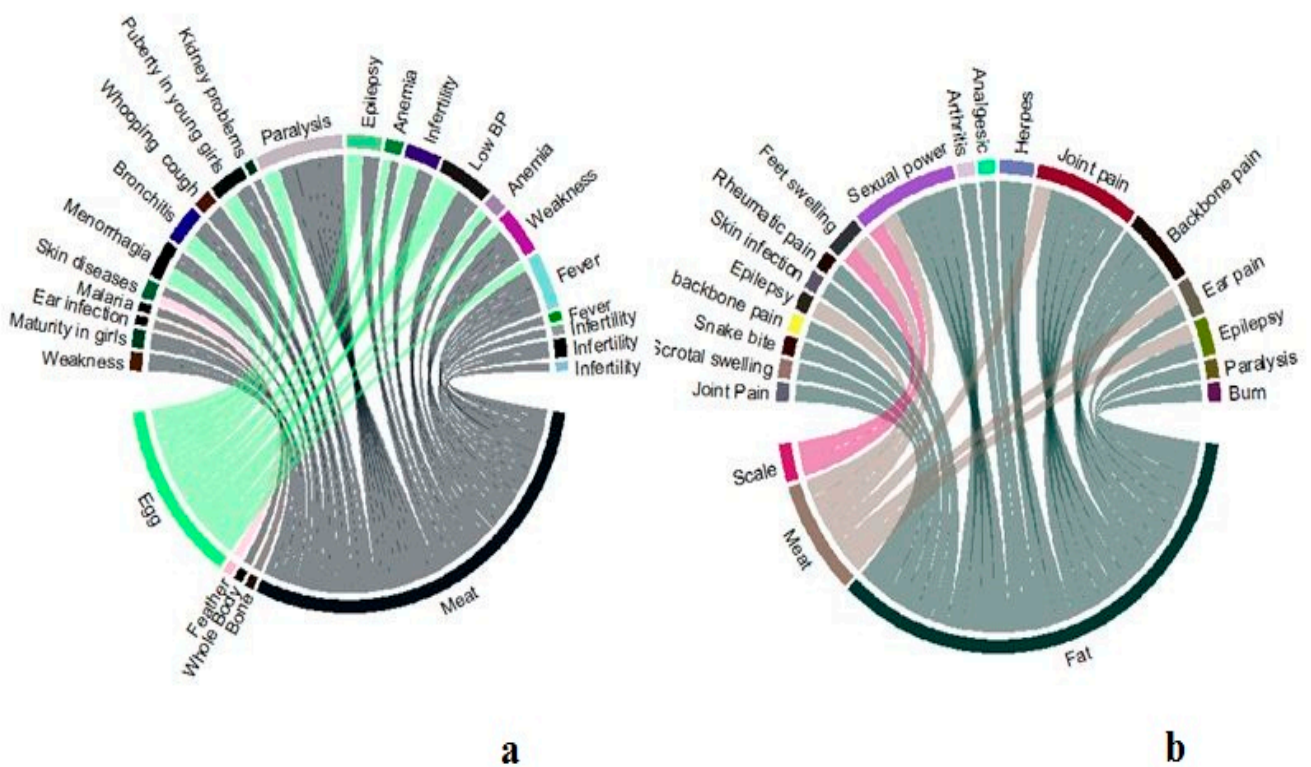 Weakness
Maturity in girls
Ear infection
Malaria
Skin diseases
Menorrhagia
Bronchitis
Whooping cough
Puberty in young girls
Kidney problems
Paralysis
Epilepsy
Anemia
Infertility
Low BP
Anemia
Weakness
Fever
Fever
Infertility
Infertility
Infertility
Egg
Feather
Whole Body
Bone
Meat
a
Joint Pain
Scrotal swelling
Snake bite
backbone pain
Epilepsy
Skin infection
Rheumatic pain
Feet swelling
Sexual power
Arthritis
Analgesic
Herpes
Joint pain
Backbone pain
Ear pain
Epilepsy
Paralysis
Burn
Scale
Meat
Fat
b